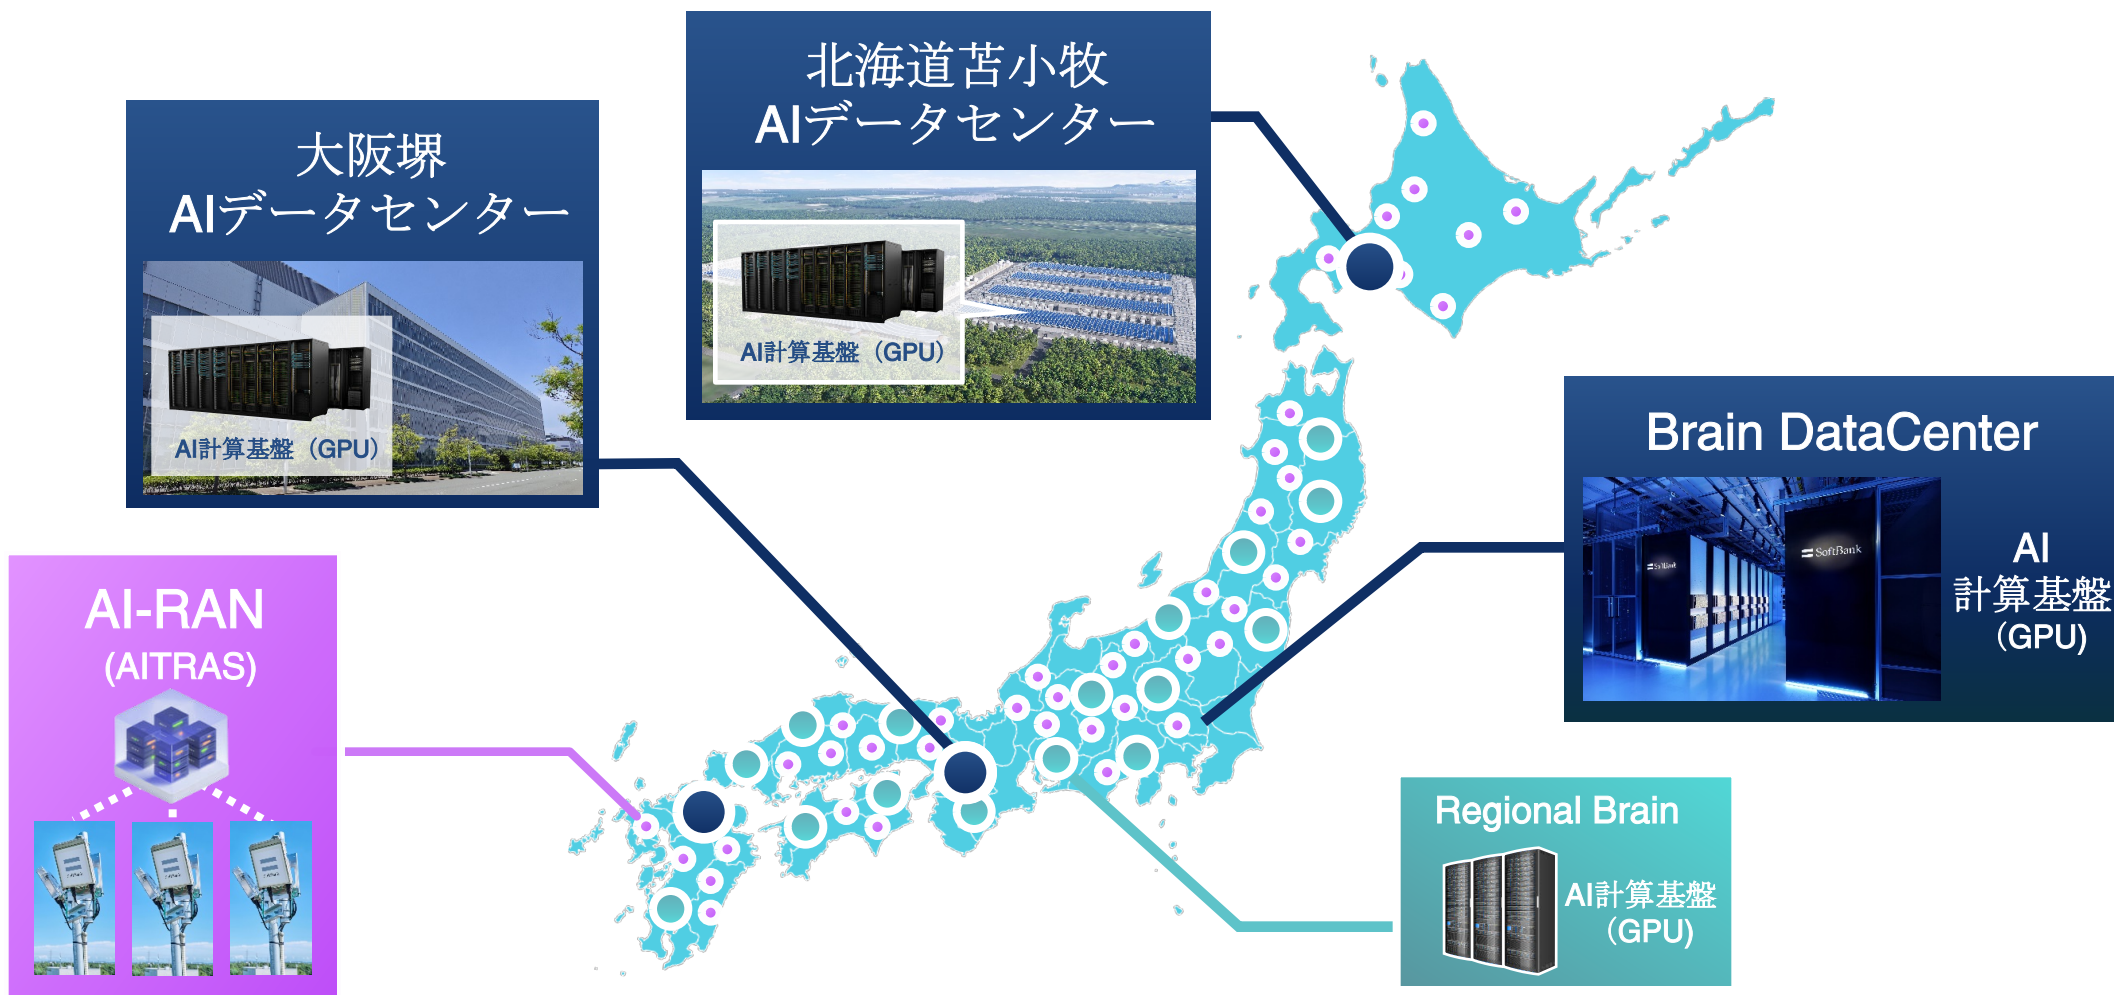 北海道苫小牧
AIデータセンター
AI計算基盤（GPU）
大阪堺
AIデータセンター
AI計算基盤（GPU）
Brain DataCenter
SoftBank
SoftBank
AI
計算基盤
（GPU）
AI-RAN
(AITRAS)
Regional Brain
AI計算基盤
（GPU）